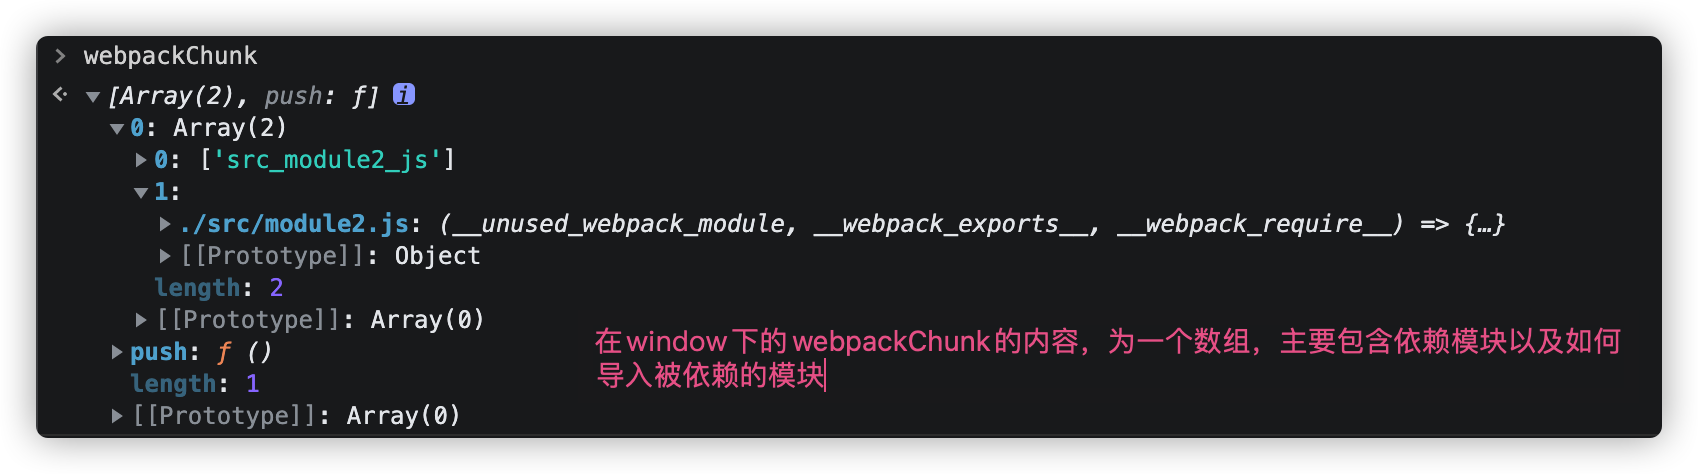 > webpackChunk
<· ▼ [Array(2), push: ƒ] i
▼ 0: Array(2)
▶ 0: ['src_module2_js']
▼ 1:
▶ ./src/module2.js: (__unused_webpack_module, __webpack_exports__, __webpack_require__) => {…}
▶ [[Prototype]]: Object
length: 2
▶ [[Prototype]]: Array(0)
▶ push: ƒ ()
length: 1
▶ [[Prototype]]: Array(0)
在window下的webpackChunk的内容，为一个数组，主要包含依赖模块以及如何
导入被依赖的模块